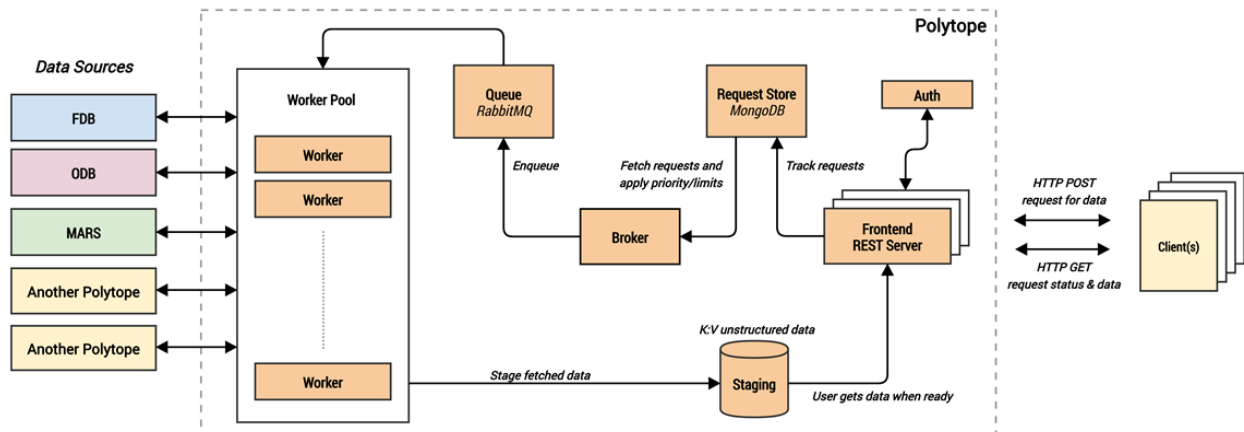 Polytope
Data Sources
FDB
ODB
MARS
Another Polytope
Another Polytope
Worker Pool
Worker
Worker
Worker
Queue
RabbitMQ
Request Store
MongoDB
Auth
Enqueue
Fetch requests and
apply priority/limits
Track requests
Broker
Frontend
REST Server
HTTP POST
request for data
HTTP GET
request status & data
Client(s)
K:V unstructured data
Staging
Stage fetched data
User gets data when ready